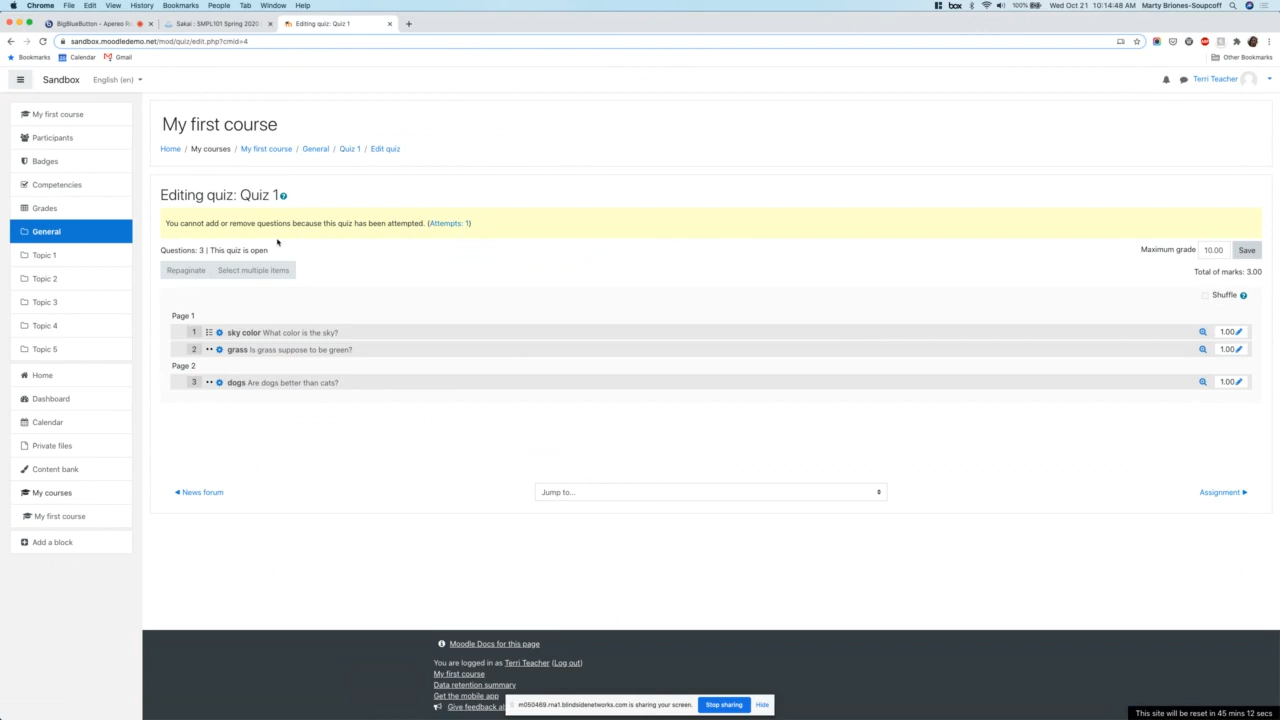 Chrome File Edit View History Bookmarks People Tab Window Help
box 100% Wed Oct 21 10:14:48 AM Marty Briones-Soupcoff
BigBlueButton - Apereo R
Sakai : SMPL101 Spring 2020
Editing quiz: Quiz 1
sandbox.moodledemo.net/mod/quiz/edit.php?cmid=4
Bookmarks Calendar Gmail Other Bookmarks
Sandbox English (en) Terri Teacher
My first course
Participants
Badges
Competencies
Grades
General
Topic 1
Topic 2
Topic 3
Topic 4
Topic 5
Home
Dashboard
Calendar
Private files
Content bank
My courses
My first course
Add a block
My first course
Home / My courses / My first course / General / Quiz 1 / Edit quiz
Editing quiz: Quiz 1
You cannot add or remove questions because this quiz has been attempted. (Attempts: 1)
Questions: 3 | This quiz is open
Maximum grade 10.00 Save
Repaginate Select multiple items
Total of marks: 3.00
Shuffle
Page 1
1 sky color What color is the sky? 1.00
2 grass Is grass suppose to be green? 1.00
Page 2
3 dogs Are dogs better than cats? 1.00
◄ News forum
Jump to...
Assignment ►
Moodle Docs for this page
You are logged in as Terri Teacher (Log out)
My first course
Data retention summary
Get the mobile app
Give feedback a
m050469.rna1.blindsidenetworks.com is sharing your screen. Stop sharing Hide
This site will be reset in 45 mins 12 secs